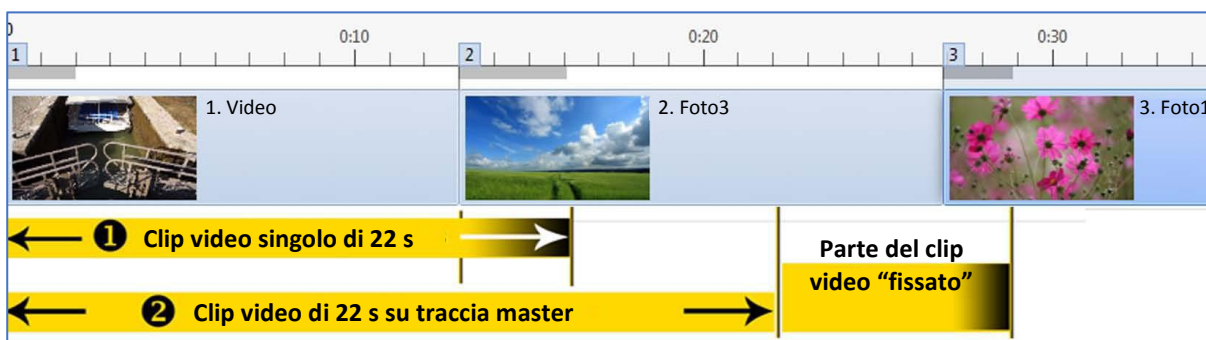 0 0:10 0:20 0:30
1 2 3
1. Video 2. Foto3 3. Foto1
❶ Clip video singolo di 22 s
Parte del clip
video “fissato”
❷ Clip video di 22 s su traccia master